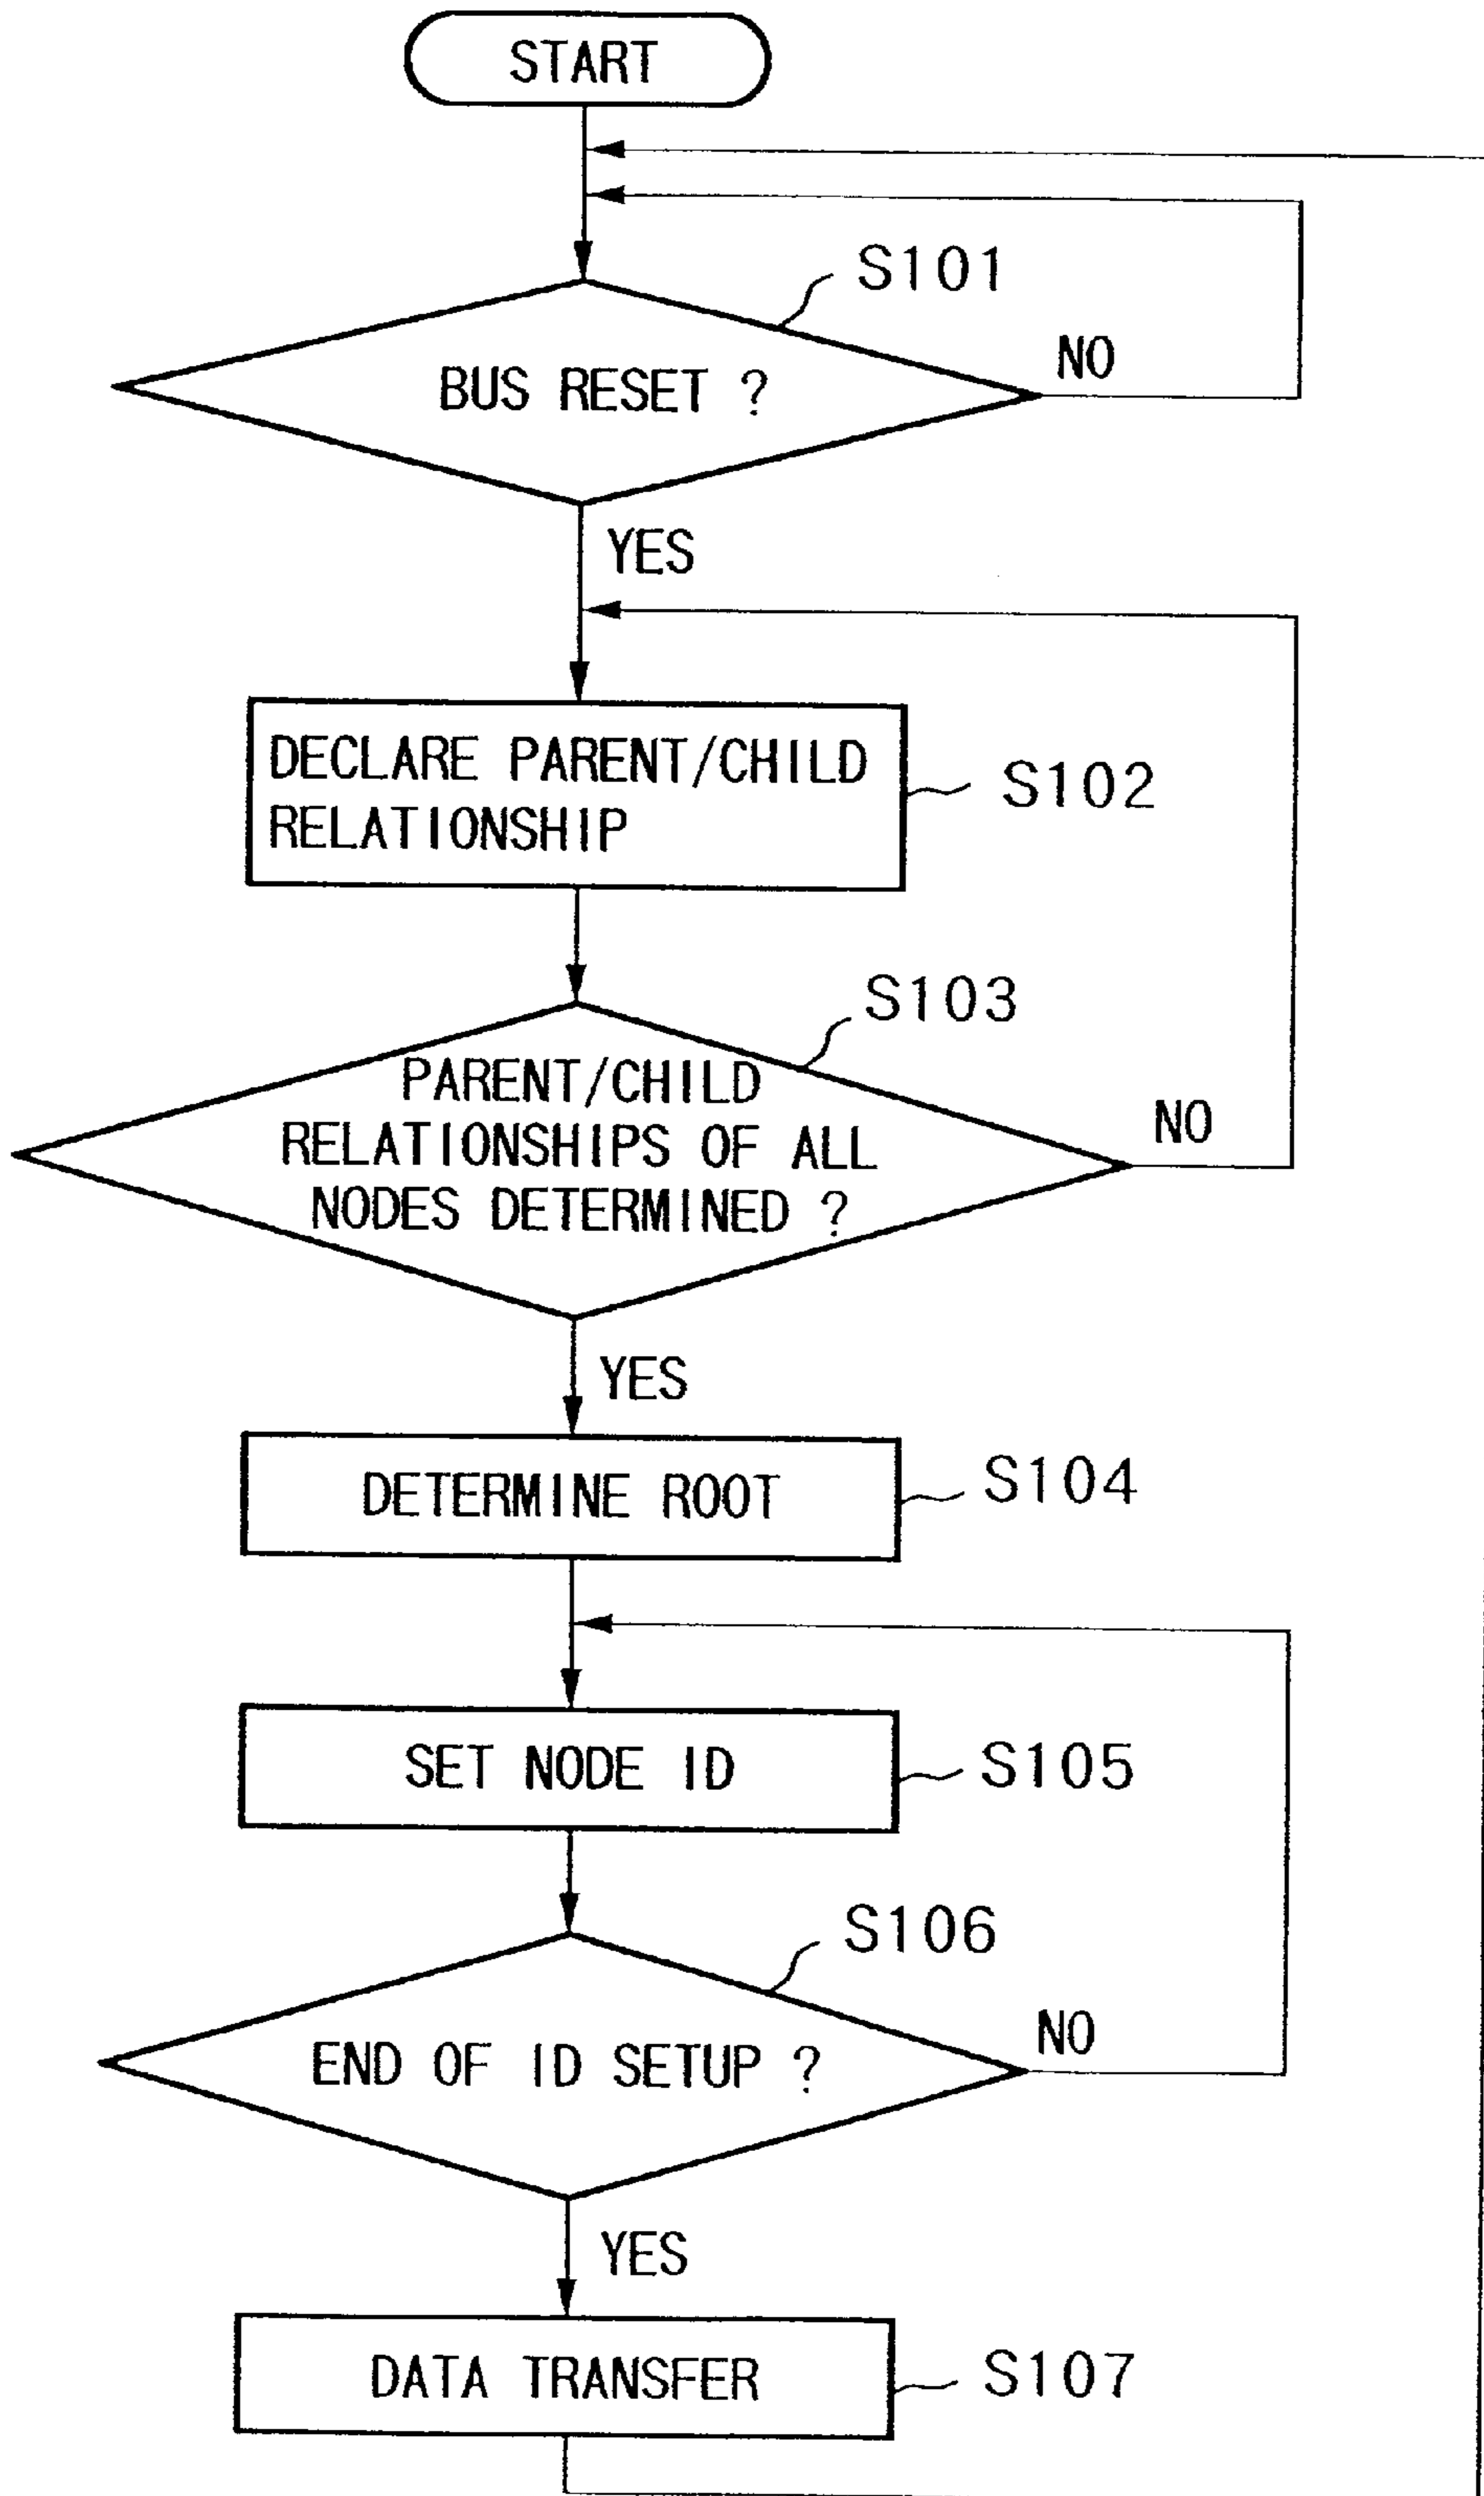 START
S101
BUS RESET ?
NO
YES
DECLARE PARENT/CHILD
RELATIONSHIP
S102
S103
PARENT/CHILD
RELATIONSHIPS OF ALL
NODES DETERMINED ?
NO
YES
DETERMINE ROOT
S104
SET NODE ID
S105
S106
END OF ID SETUP ?
NO
YES
DATA TRANSFER
S107